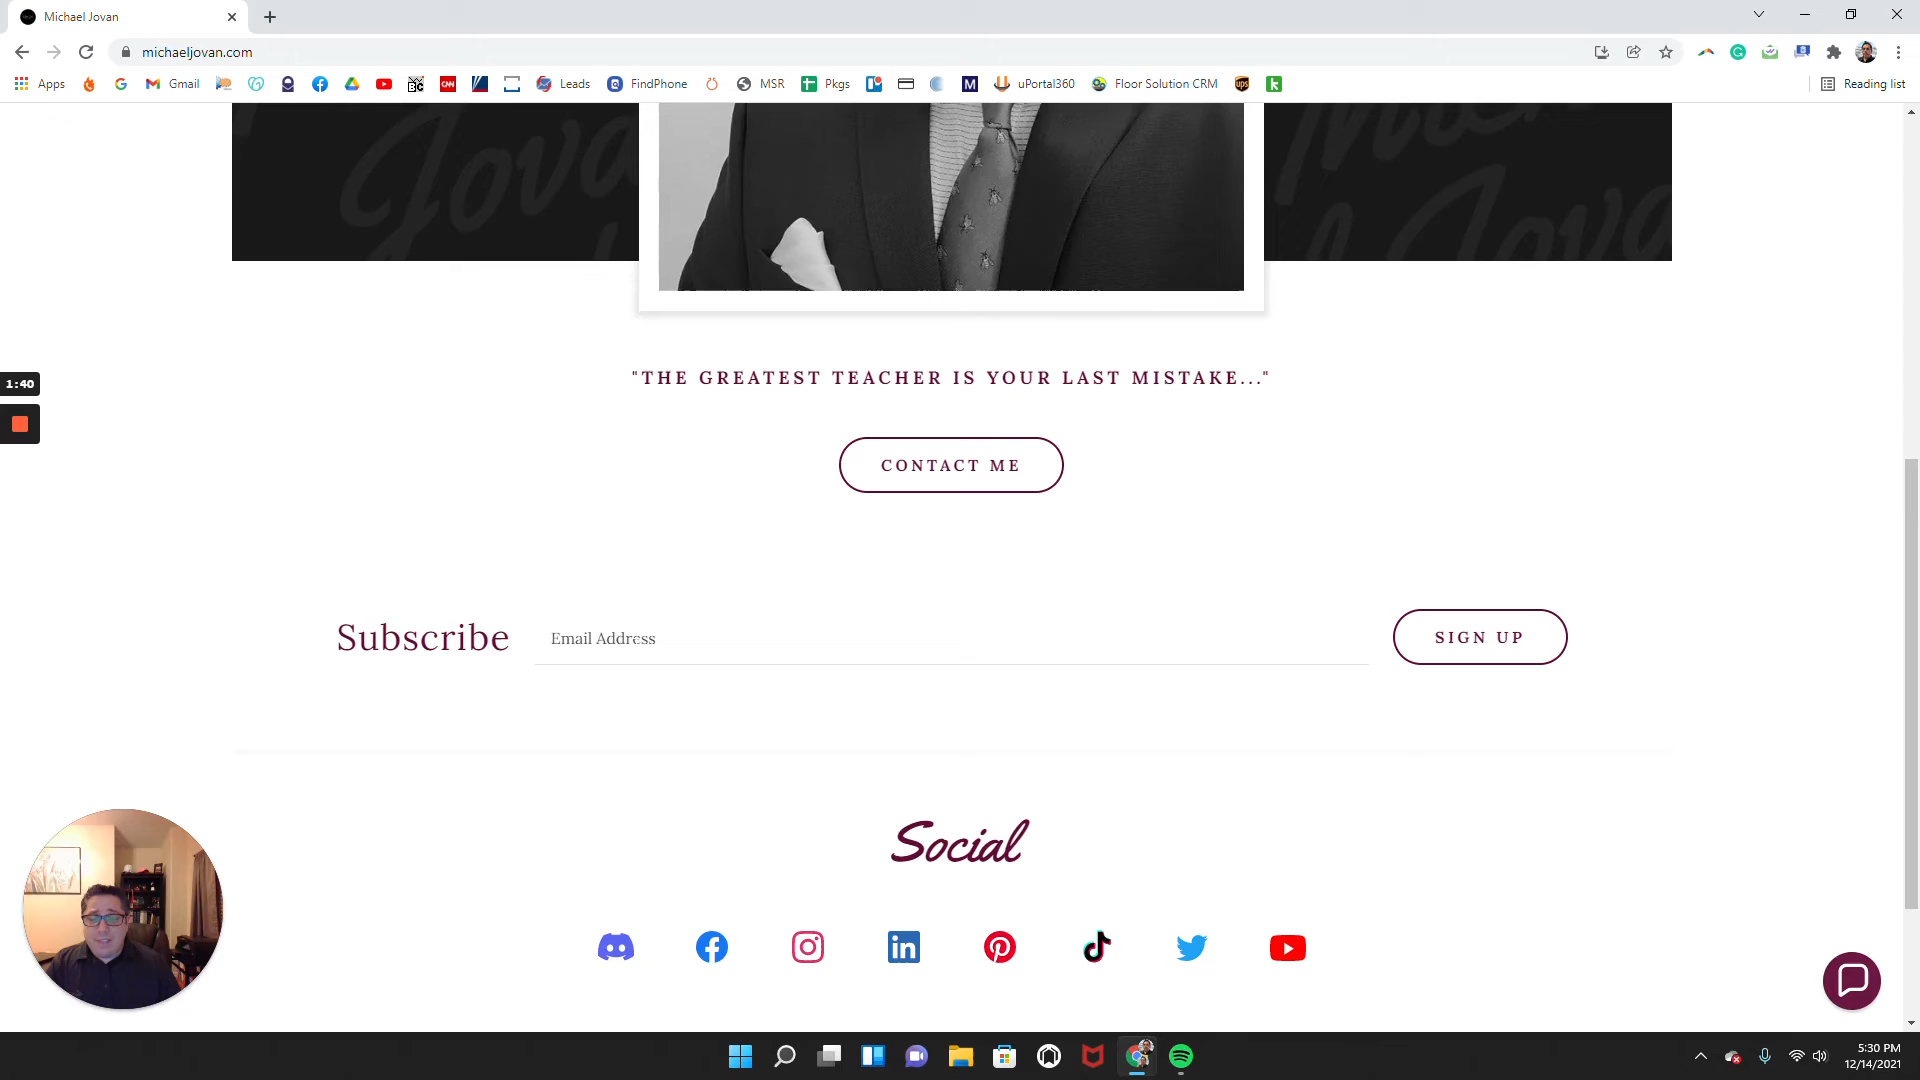 Michael Jovan
michaeljovan.com
Apps
Gmail
Leads
FindPhone
MSR
Pkgs
uPortal360
Floor Solution CRM
Reading list
Jova
Jova
1:40
"THE GREATEST TEACHER IS YOUR LAST MISTAKE..."
CONTACT ME
Subscribe
Email Address
SIGN UP
Social
5:30 PM
12/14/2021